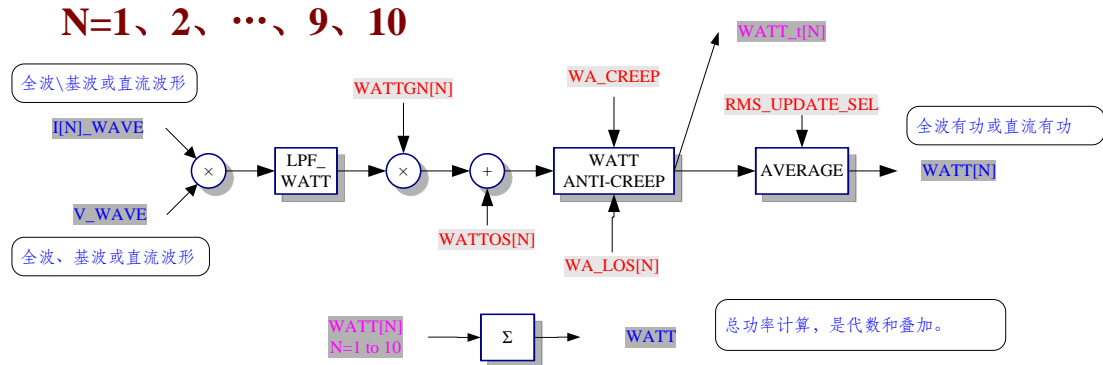 N=1、2、⋯、9、10
全波\基波或直流波形
I[N]_WAVE
V_WAVE
全波、基波或直流波形
×
LPF_
WATT
WATTGN[N]
×
+
WATTOS[N]
WA_CREEP
WATT
ANTI-CREEP
WA_LOS[N]
WATT_t[N]
RMS_UPDATE_SEL
AVERAGE
全波有功或直流有功
WATT[N]
WATT[N]
N=1 to 10
Σ
WATT
总功率计算，是代数和叠加。